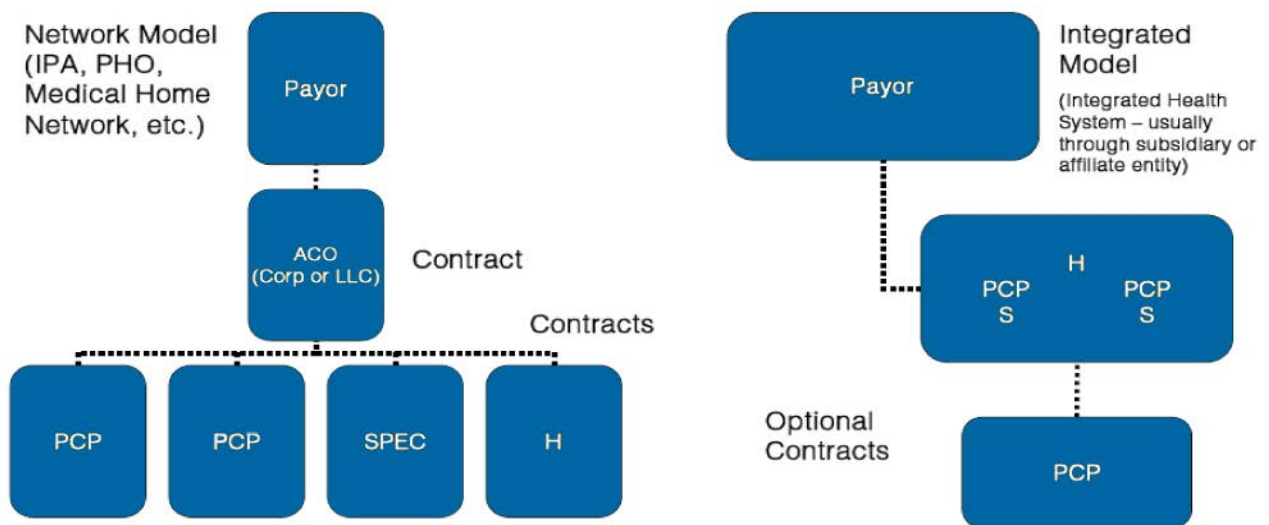 Network Model
(IPA, PHO,
Medical Home
Network, etc.)
Payor
ACO
(Corp or LLC)
Contract
Contracts
PCP
PCP
SPEC
H
Payor
Integrated
Model
(Integrated Health
System – usually
through subsidiary or
affiliate entity)
H
PCP
S
PCP
S
Optional
Contracts
PCP